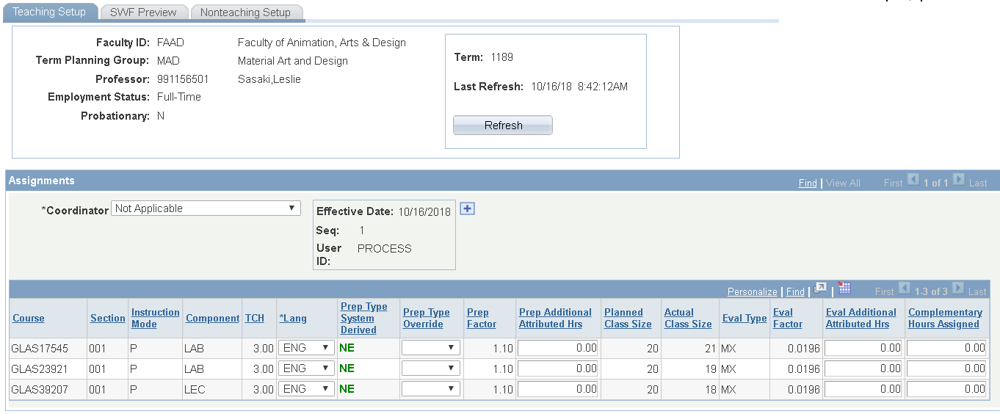 Teaching Setup SWF Preview Nonteaching Setup
Faculty ID: FAAD Faculty of Animation, Arts & Design
Term Planning Group: MAD Material Art and Design
Professor: 991156501 Sasaki,Leslie
Employment Status: Full-Time
Probationary: N
Term: 1189
Last Refresh: 10/16/18 8:42:12AM
Refresh
Assignments Find | View All First 1 of 1 Last
*Coordinator Not Applicable
Effective Date: 10/16/2018
Seq: 1
User ID: PROCESS
Personalize | Find | | First 1-3 of 3 Last
Course Section Instruction Mode Component TCH *Lang Prep Type System Derived Prep Type Override Prep Factor Prep Additional Attributed Hrs Planned Class Size Actual Class Size Eval Type Eval Factor Eval Additional Attributed Hrs Complementary Hours Assigned
GLAS17545 001 P LAB 3.00 ENG NE 1.10 0.00 20 21 MX 0.0196 0.00 0.00
GLAS23921 001 P LAB 3.00 ENG NE 1.10 0.00 20 19 MX 0.0196 0.00 0.00
GLAS39207 001 P LEC 3.00 ENG NE 1.10 0.00 20 18 MX 0.0196 0.00 0.00